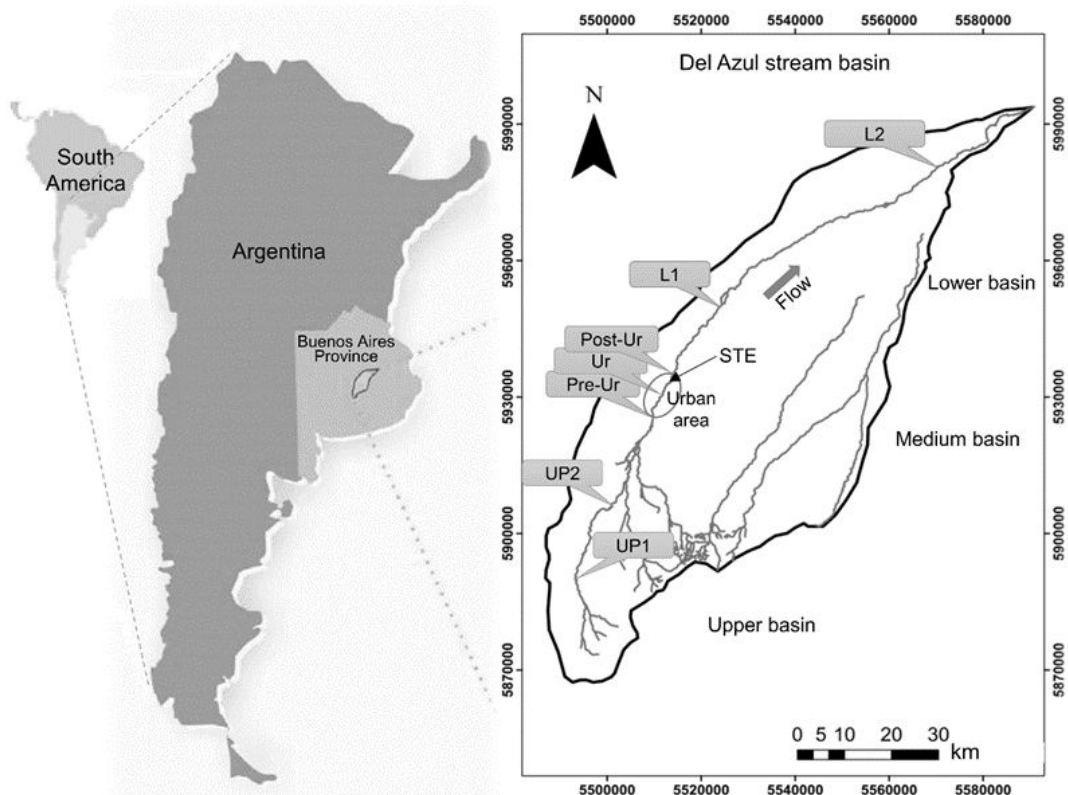 South
America
Argentina
Buenos Aires
Province
5500000 5520000 5540000 5560000 5580000
Del Azul stream basin
N
L2
L1
Flow
Lower basin
Post-Ur
STE
Ur
Pre-Ur
Urban
area
Medium basin
UP2
UP1
Upper basin
0 5 10 20 30
km
5990000
5960000
5930000
5900000
5870000
5990000
5960000
5930000
5900000
5870000
5500000 5520000 5540000 5560000 5580000